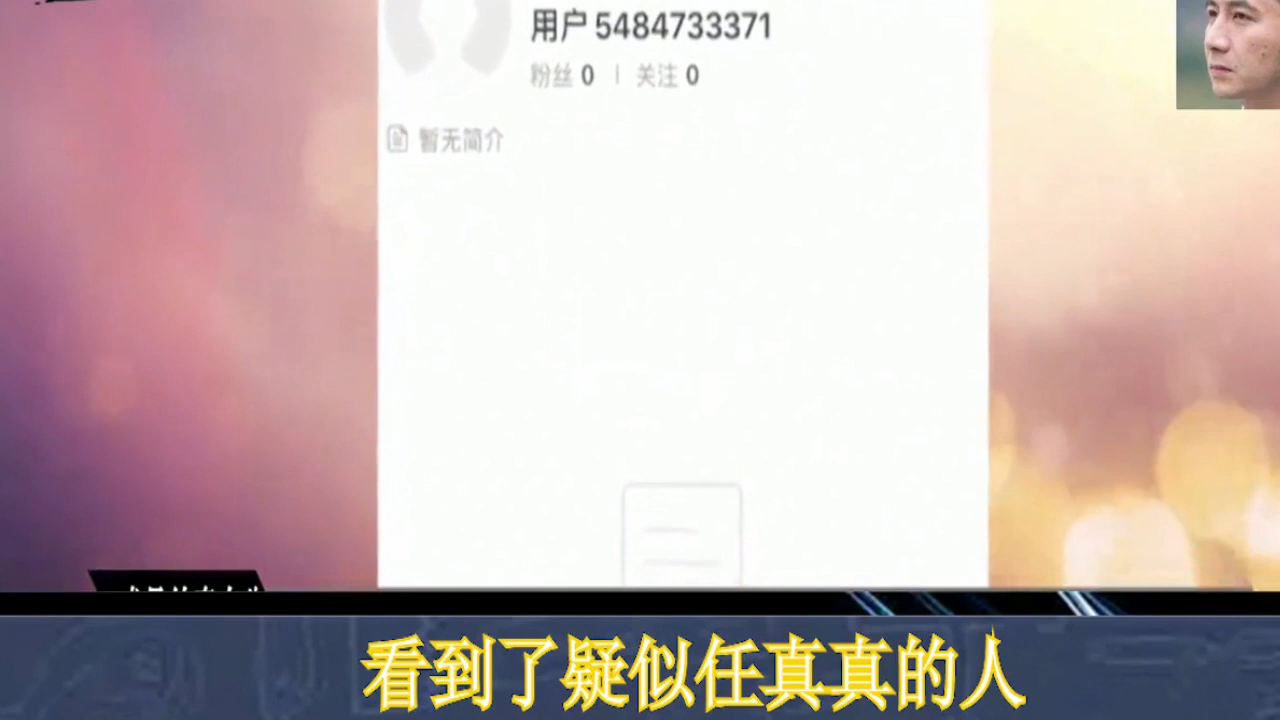 用户5484733371
粉丝 0 | 关注 0
暂无简介
看到了疑似任真真的人